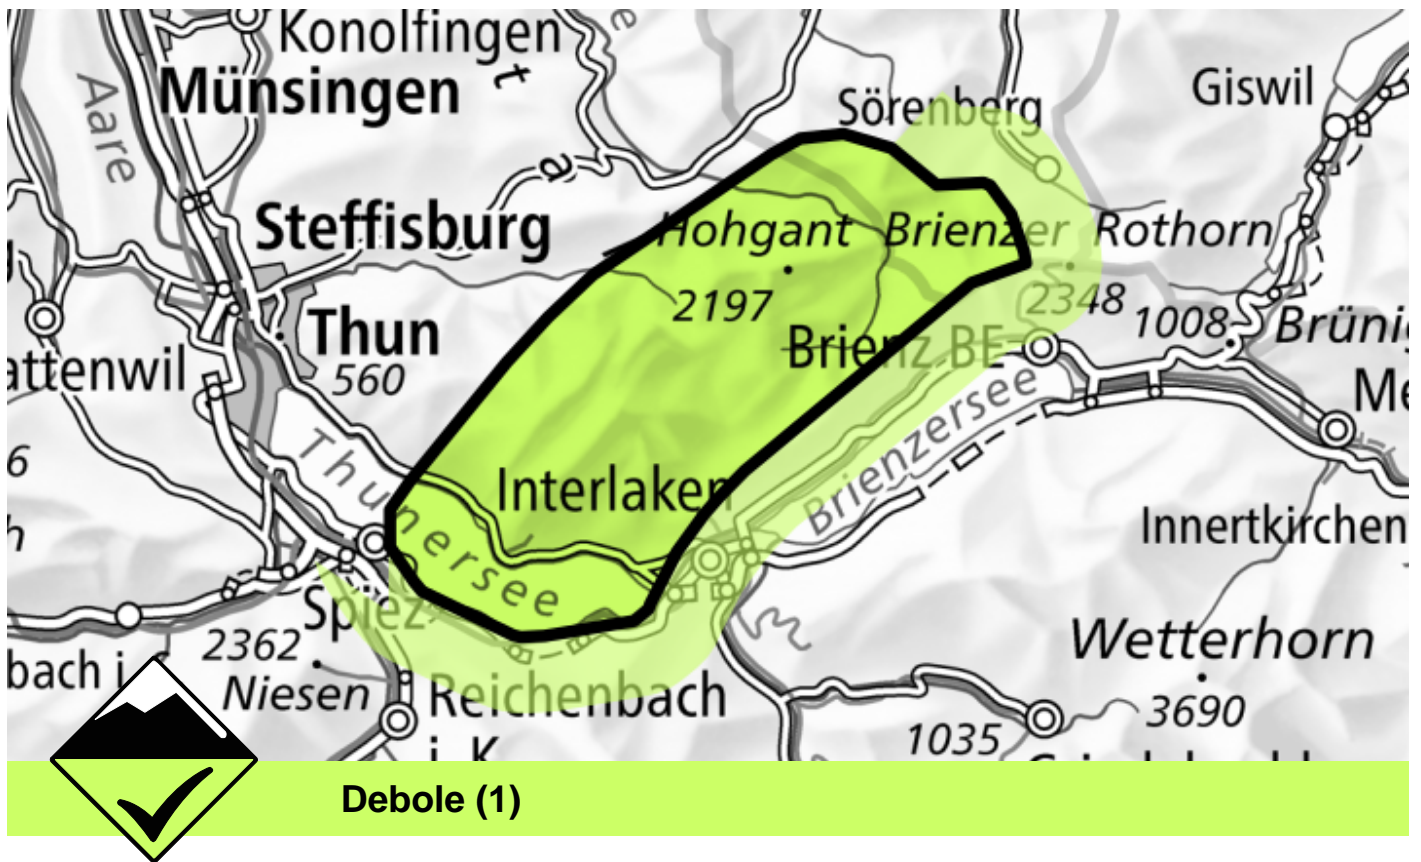 Konolfingen
Münsingen
Aare
Sörenberg
Giswil
Steffisburg
Hohgant
Brienzer Rothorn
2197
2348
1008
Brünig
Thun
560
Brienz BE
attenwil
Me
Thunersee
Interlaken
Brienzersee
6
Innertkirchen
h
Spiez
2362
Niesen
bach i
Reichenbach
i. K
Wetterhorn
3690
1035
Debole (1)